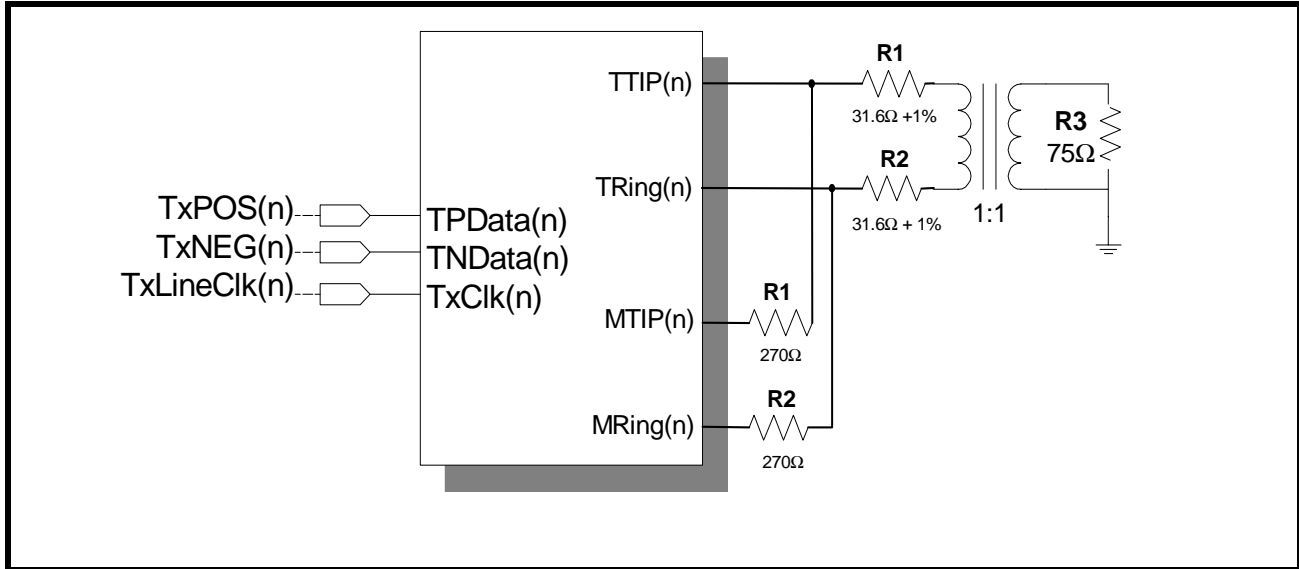 TTIP(n)
R1
31.6Ω +1%
R3
75Ω
R2
31.6Ω + 1%
TRing(n)
1:1
TxPOS(n)
TPData(n)
TxNEG(n)
TNData(n)
TxLineClk(n)
TxClk(n)
MTIP(n)
R1
270Ω
MRing(n)
R2
270Ω